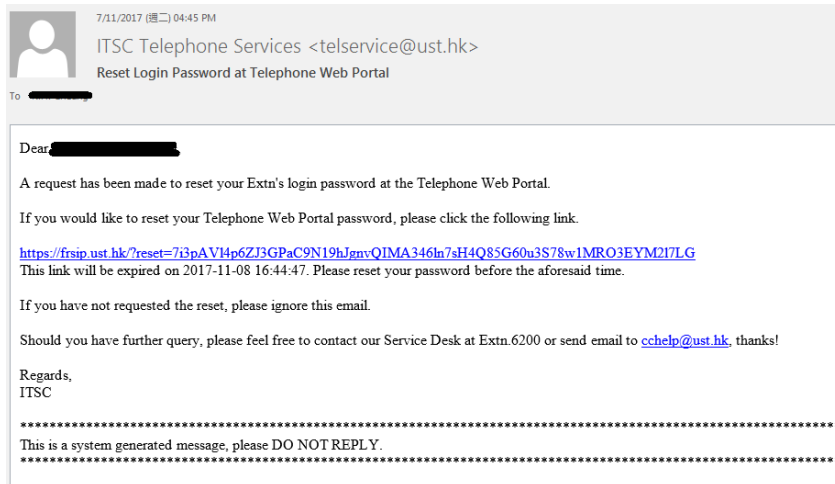 7/11/2017 (週二) 04:45 PM
ITSC Telephone Services <telservice@ust.hk>
Reset Login Password at Telephone Web Portal
To
Dear
A request has been made to reset your Extn's login password at the Telephone Web Portal.
If you would like to reset your Telephone Web Portal password, please click the following link.
https://frsip.ust.hk/?reset=7i3pAVl4p6ZJ3GPaC9N19hJgnvQIMA346ln7sH4Q85G60u3S78w1MRO3EYM2l7LG
This link will be expired on 2017-11-08 16:44:47. Please reset your password before the aforesaid time.
If you have not requested the reset, please ignore this email.
Should you have further query, please feel free to contact our Service Desk at Extn.6200 or send email to cchelp@ust.hk, thanks!
Regards,
ITSC
************************************************************************************************************
This is a system generated message, please DO NOT REPLY.
************************************************************************************************************